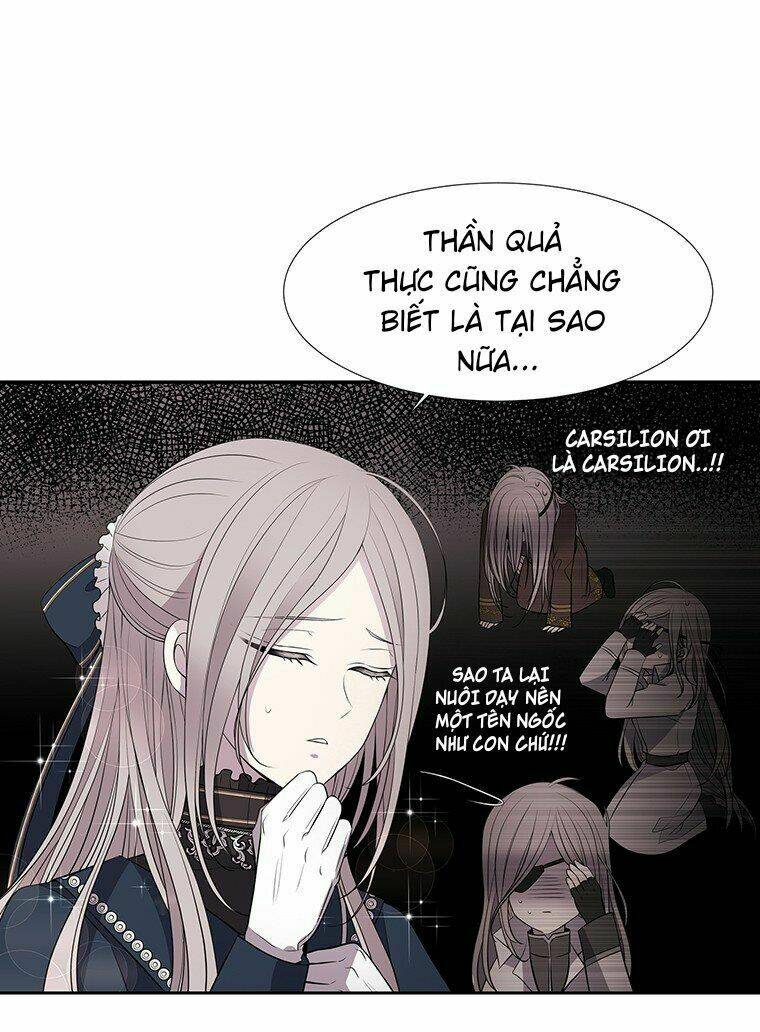 THẦN QUẢ
THỰC CŨNG CHẲNG
BIẾT LÀ TẠI SAO
NỮA...
CARSILION ƠI
LÀ CARSILION..!!
SAO TA LẠI
NUÔI DẠY NÊN
MỘT TÊN NGỐC
NHƯ CON CHỨ!!!